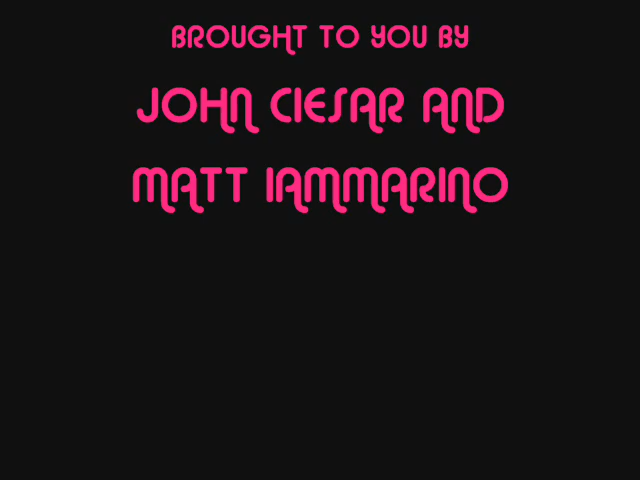 BROUGHT TO YOU BY
JOHN CIESAR AND
MATT IAMMARINO